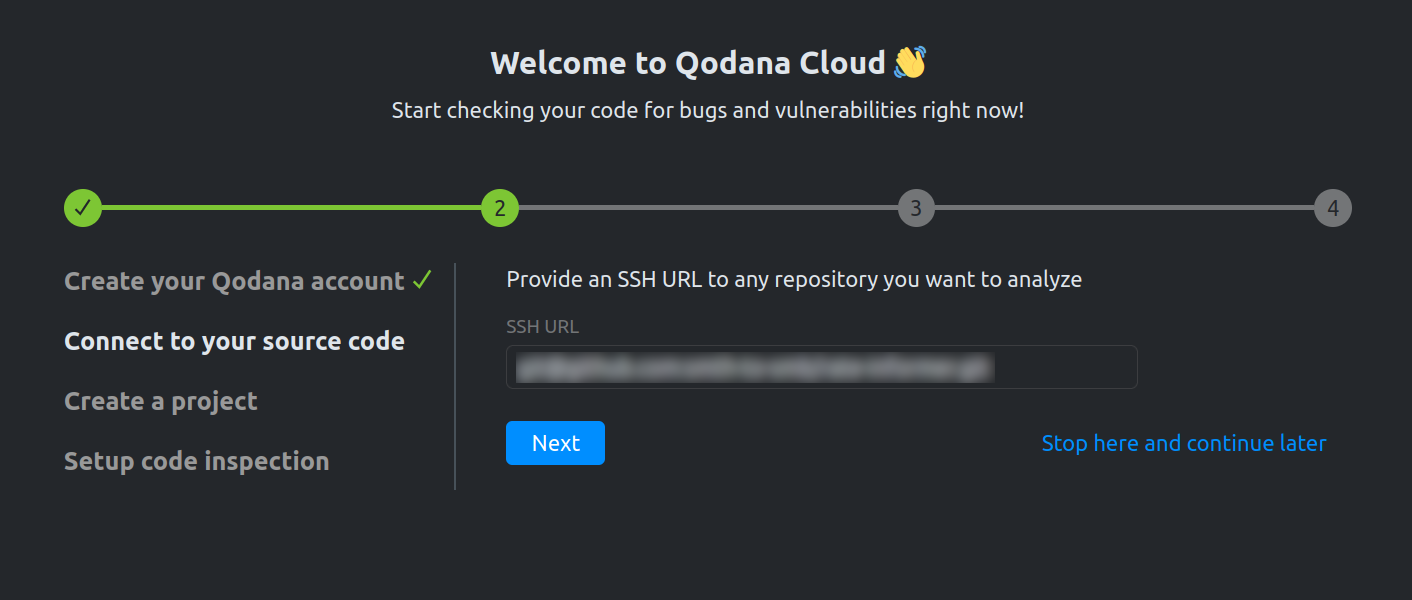 Welcome to Qodana Cloud 👋
Start checking your code for bugs and vulnerabilities right now!
2
3
4
Create your Qodana account
Connect to your source code
Create a project
Setup code inspection
Provide an SSH URL to any repository you want to analyze
SSH URL
Next
Stop here and continue later